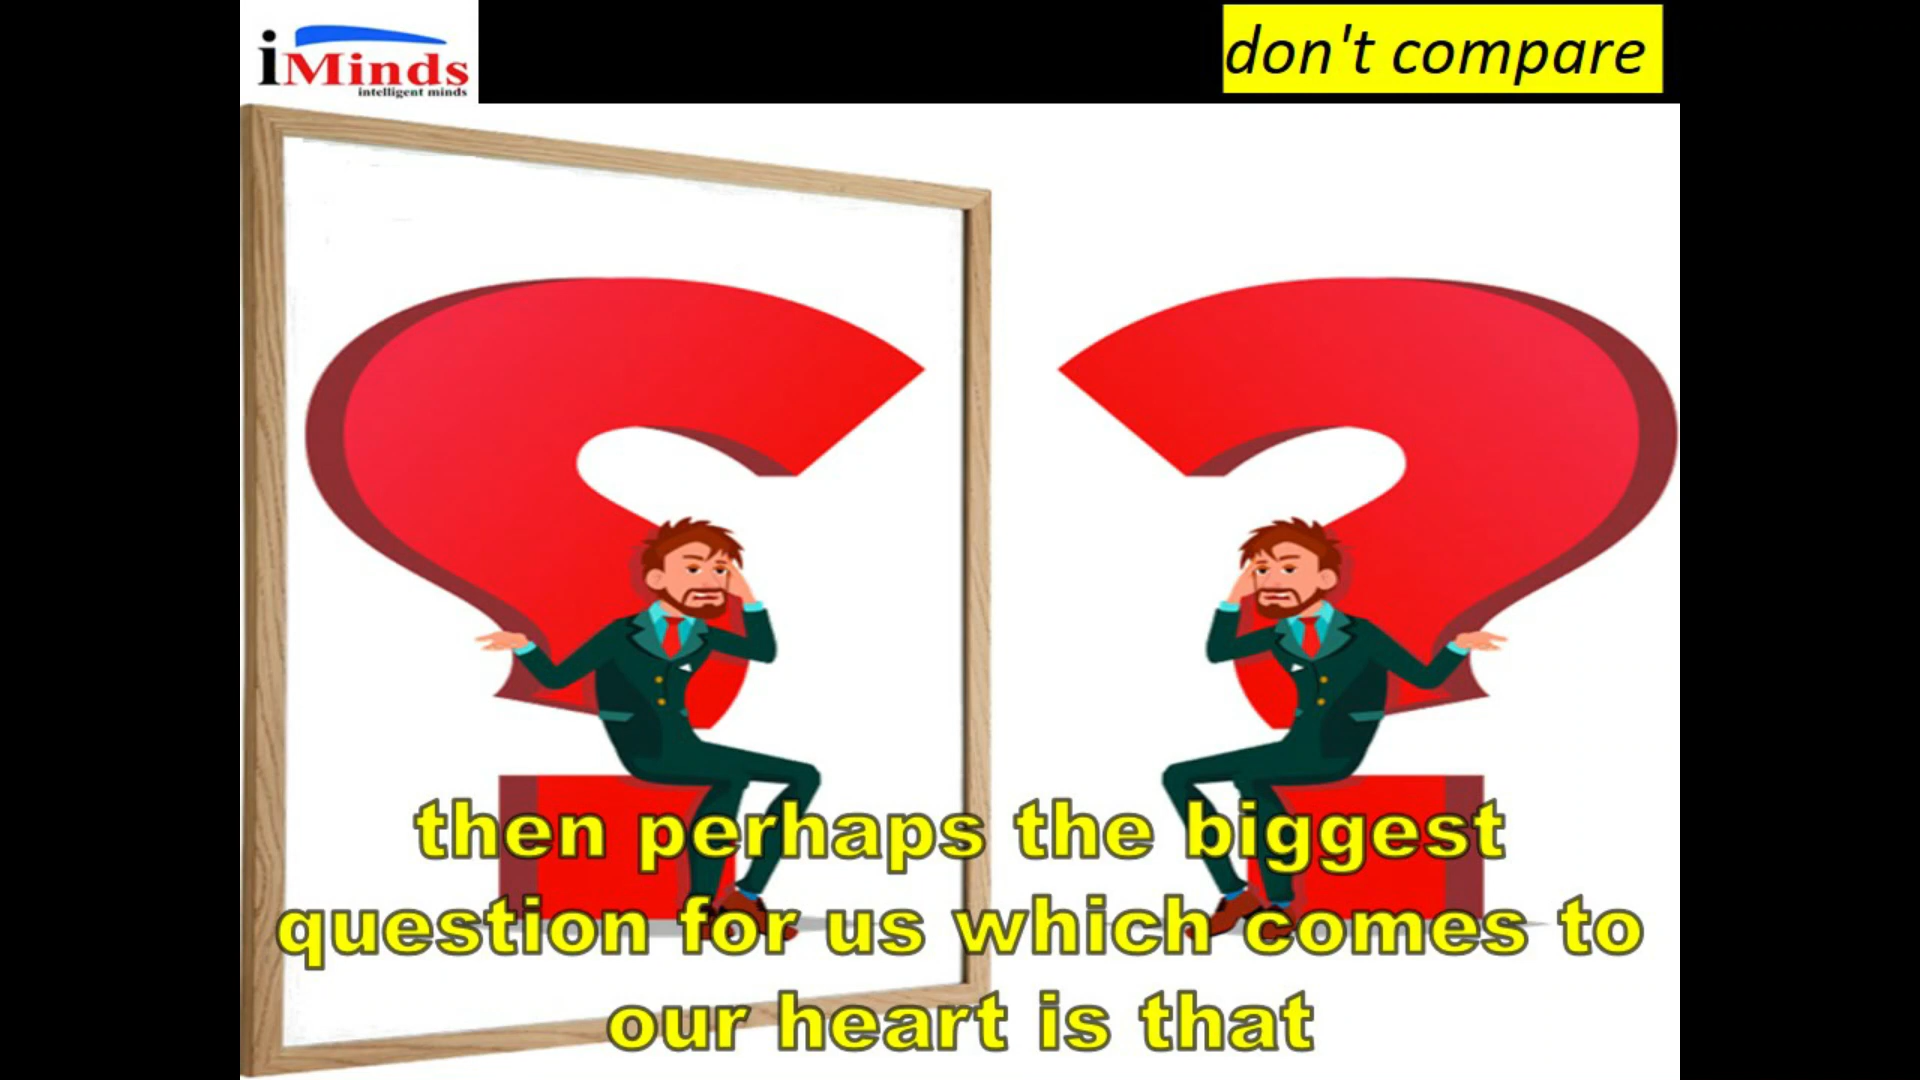 iMinds
intelligent minds
don't compare
then perhaps the biggest
question for us which comes to
our heart is that